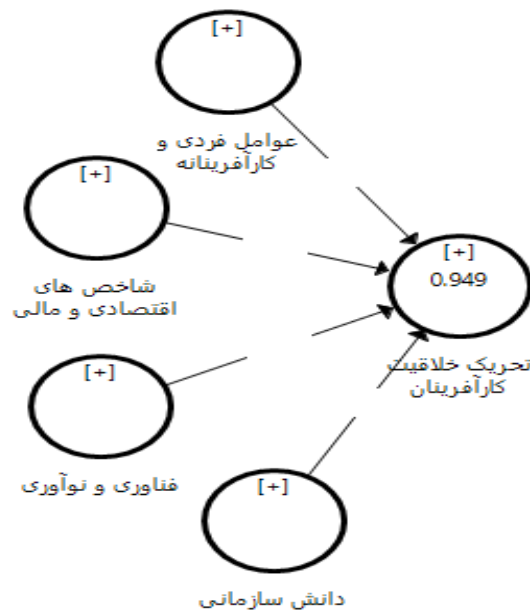 [+]
عوامل فردی و
کارآفرینانه
[+]
شاخص های
اقتصادی و مالی
[+]
0.949
تحریک خلاقیت
کارآفرینان
[+]
فناوری و نوآوری
[+]
دانش سازمانی